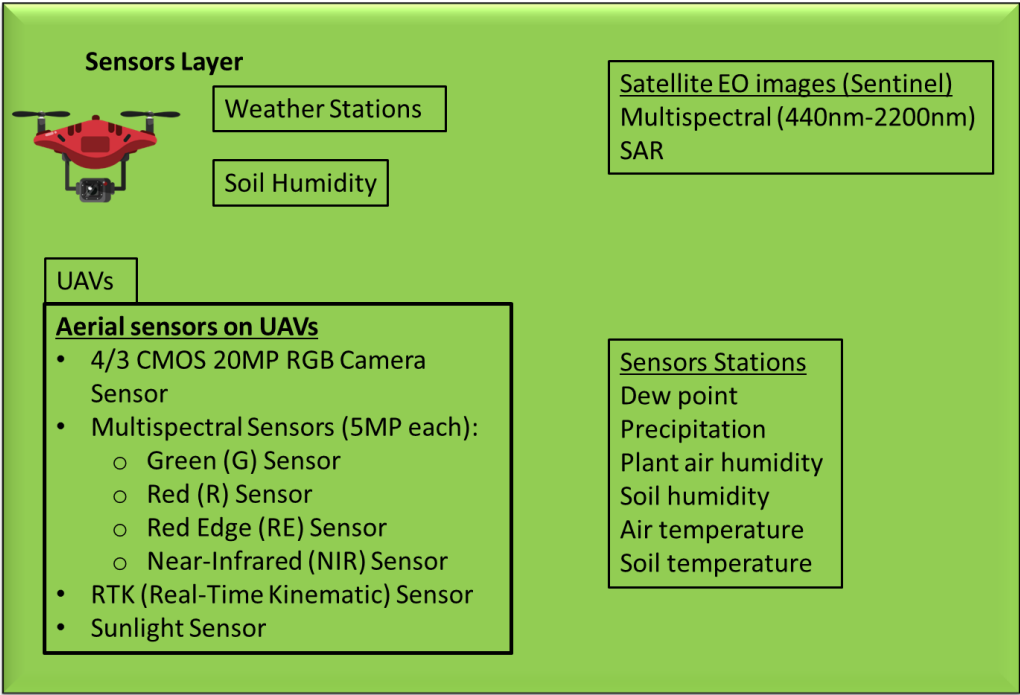 Sensors Layer
Weather Stations
Soil Humidity
Satellite EO images (Sentinel)
Multispectral (440nm-2200nm)
SAR
UAVs
Aerial sensors on UAVs
• 4/3 CMOS 20MP RGB Camera
Sensor
• Multispectral Sensors (5MP each):
o Green (G) Sensor
o Red (R) Sensor
o Red Edge (RE) Sensor
o Near-Infrared (NIR) Sensor
• RTK (Real-Time Kinematic) Sensor
• Sunlight Sensor
Sensors Stations
Dew point
Precipitation
Plant air humidity
Soil humidity
Air temperature
Soil temperature